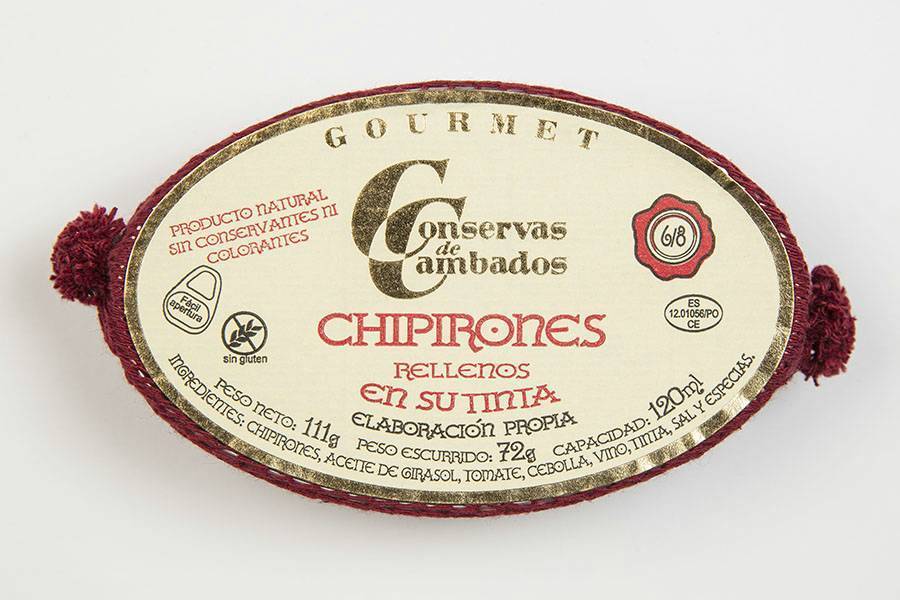 GOURMET
Conservas
de
Cambados
PRODUCTO NATURAL
SIN CONSERVANTES NI
COLORANTES
6/8
Fácil
apertura
sin gluten
ES
12.01056/PO
CE
CHIPIRONES
RELLENOS
EN SU TINTA
ELABORACIÓN PROPIA
PESO NETO: 111g PESO ESCURRIDO: 72g CAPACIDAD: 120ml
INGREDIENTES: CHIPIRONES, ACEITE DE GIRASOL, TOMATE, CEBOLLA, VINO, TINTA, SAL Y ESPECIAS.